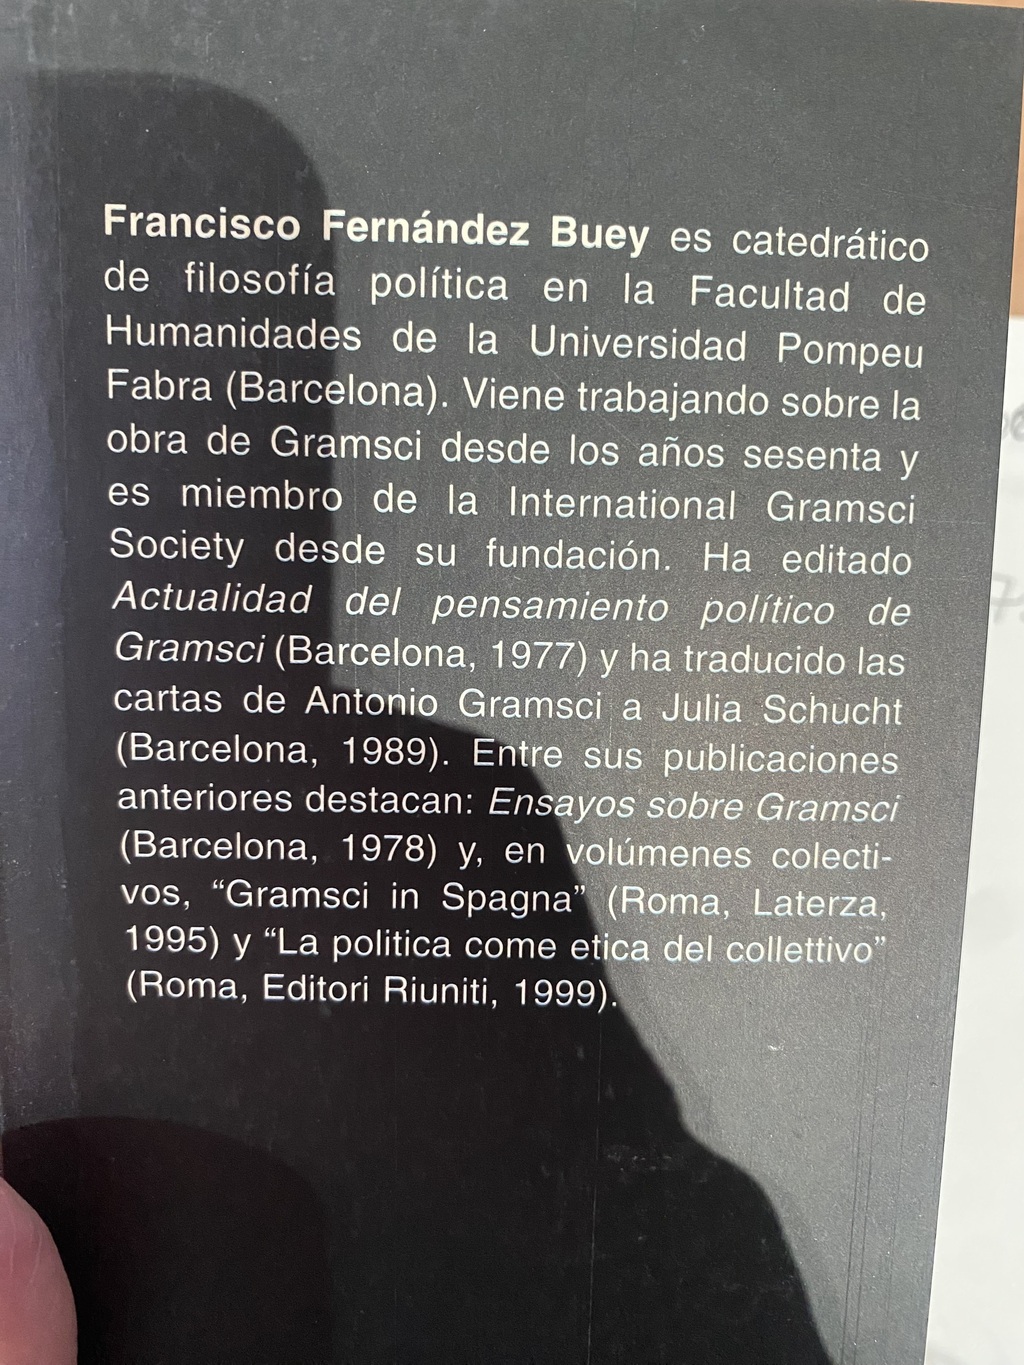 Francisco Fernández Buey es catedrático
de filosofía política en la Facultad de
Humanidades de la Universidad Pompeu
Fabra (Barcelona). Viene trabajando sobre la
obra de Gramsci desde los años sesenta y
es miembro de la International Gramsci
Society desde su fundación. Ha editado
Actualidad del pensamiento político de
Gramsci (Barcelona, 1977) y ha traducido las
cartas de Antonio Gramsci a Julia Schucht
(Barcelona, 1989). Entre sus publicaciones
anteriores destacan: Ensayos sobre Gramsci
(Barcelona, 1978) y, en volúmenes colecti-
vos, “Gramsci in Spagna” (Roma, Laterza,
1995) y “La politica come etica del collettivo”
(Roma, Editori Riuniti, 1999).